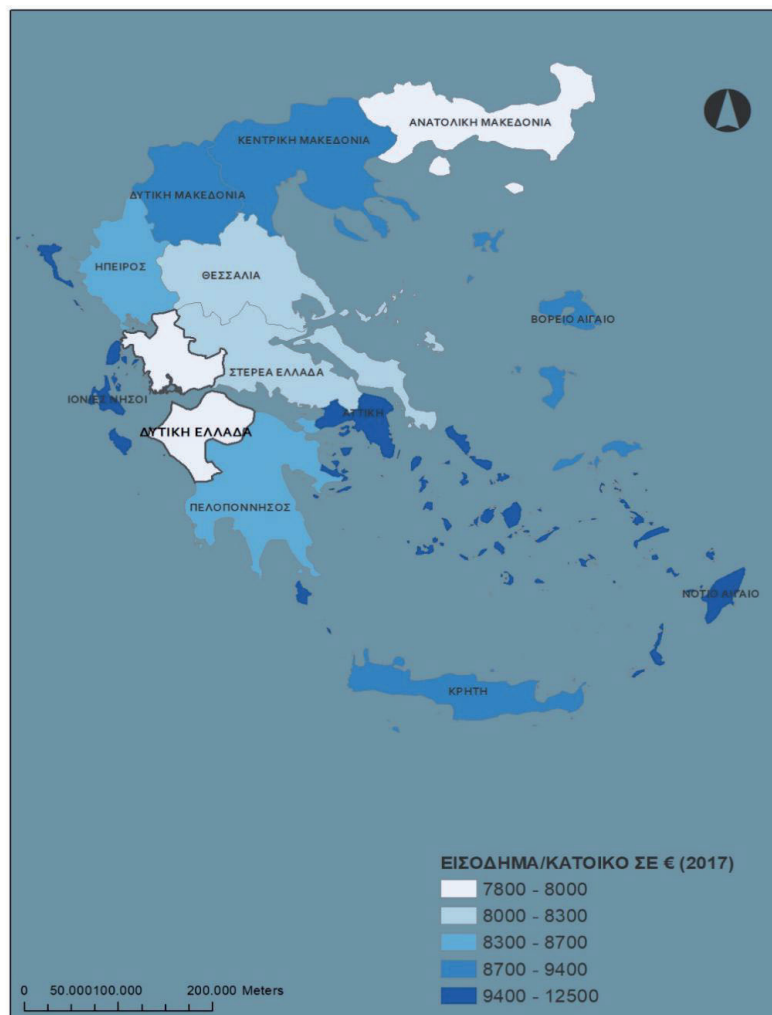 ΑΝΑΤΟΛΙΚΗ ΜΑΚΕΔΟΝΙΑ
ΚΕΝΤΡΙΚΗ ΜΑΚΕΔΟΝΙΑ
ΔΥΤΙΚΗ ΜΑΚΕΔΟΝΙΑ
ΗΠΕΙΡΟΣ
ΘΕΣΣΑΛΙΑ
ΒΟΡΕΙΟ ΑΙΓΑΙΟ
ΣΤΕΡΕΑ ΕΛΛΑΔΑ
ΙΟΝΙΕΣ ΝΗΣΟΙ
ΑΤΤΙΚΗ
ΔΥΤΙΚΗ ΕΛΛΑΔΑ
ΠΕΛΟΠΟΝΝΗΣΟΣ
ΝΟΤΙΟ ΑΙΓΑΙΟ
ΚΡΗΤΗ
ΕΙΣΟΔΗΜΑ/ΚΑΤΟΙΚΟ ΣΕ € (2017)
7800 - 8000
8000 - 8300
8300 - 8700
8700 - 9400
9400 - 12500
0 50.000100.000 200.000 Meters